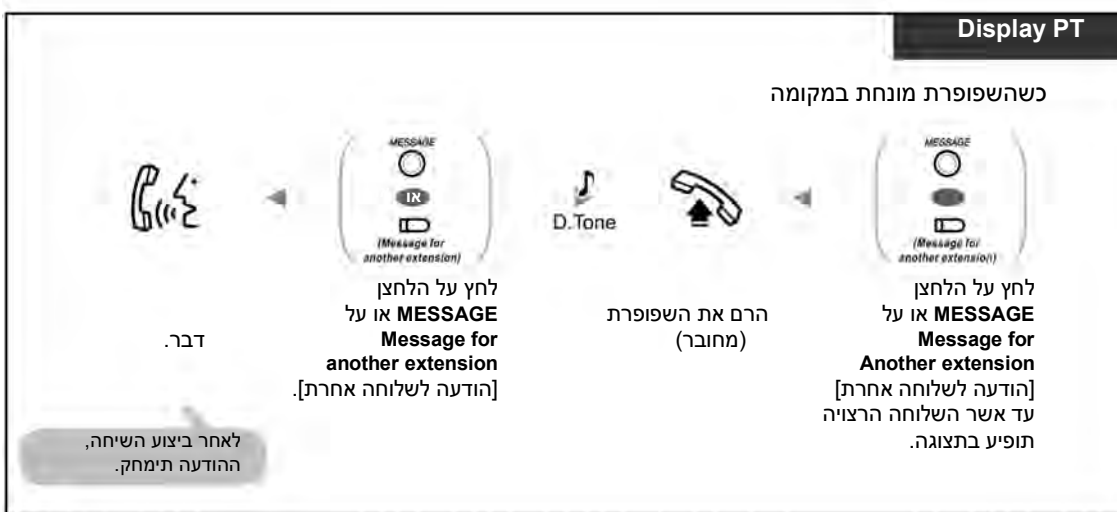 Display PT
כשהשפופרת מונחת במקומה
MESSAGE
(Message for
another extension)
לחץ על הלחצן
MESSAGE או על
Message for
Another extension
[הודעה לשלוחה אחרת]
עד אשר השלוחה הרצויה
תופיע בתצוגה.
הרם את השפופרת
(מחובר)
D.Tone
MESSAGE
או
(Message for
another extension)
לחץ על הלחצן
MESSAGE או על
Message for
another extension
[הודעה לשלוחה אחרת].
דבר.
לאחר ביצוע השיחה,
ההודעה תימחק.